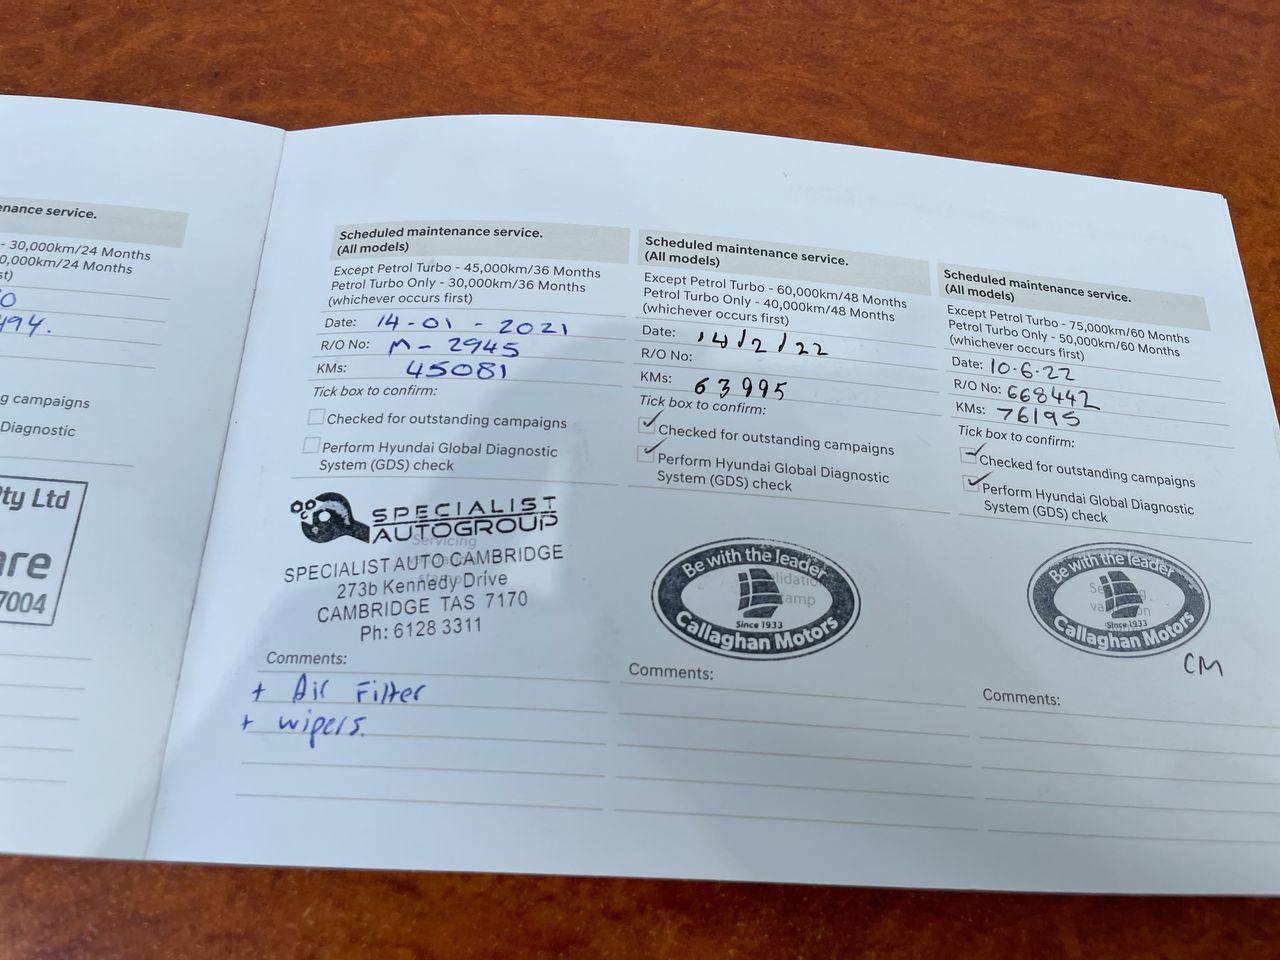 enance service.
- 30,000km/24 Months
0,000km/24 Months
st)
0
494.
g campaigns
Diagnostic
Pty Ltd
are
7004
Scheduled maintenance service.
(All models)
Except Petrol Turbo - 45,000km/36 Months
Petrol Turbo Only - 30,000km/36 Months
(whichever occurs first)
Date: 14-01-2021
R/O No: M-2945
KMs: 45081
Tick box to confirm:
Checked for outstanding campaigns
Perform Hyundai Global Diagnostic
System (GDS) check
SPECIALIST
AUTOGROUP
Servicing
SPECIALIST AUTO CAMBRIDGE
273b Kennedy Drive
CAMBRIDGE TAS 7170
Ph: 6128 3311
Comments:
+ Air Filter
+ wipers.
Scheduled maintenance service.
(All models)
Except Petrol Turbo - 60,000km/48 Months
Petrol Turbo Only - 40,000km/48 Months
(whichever occurs first)
Date: 14/2/22
R/O No:
KMs: 63995
Tick box to confirm:
Checked for outstanding campaigns
Perform Hyundai Global Diagnostic
System (GDS) check
Be with the leader
Since 1933
Callaghan Motors
Comments:
Scheduled maintenance service.
(All models)
Except Petrol Turbo - 75,000km/60 Months
Petrol Turbo Only - 50,000km/60 Months
(whichever occurs first)
Date: 10.6.22
R/O No: 668442
KMs: 76195
Tick box to confirm:
Checked for outstanding campaigns
Perform Hyundai Global Diagnostic
System (GDS) check
Be with the leader
Since 1933
Callaghan Motors
CM
Comments: